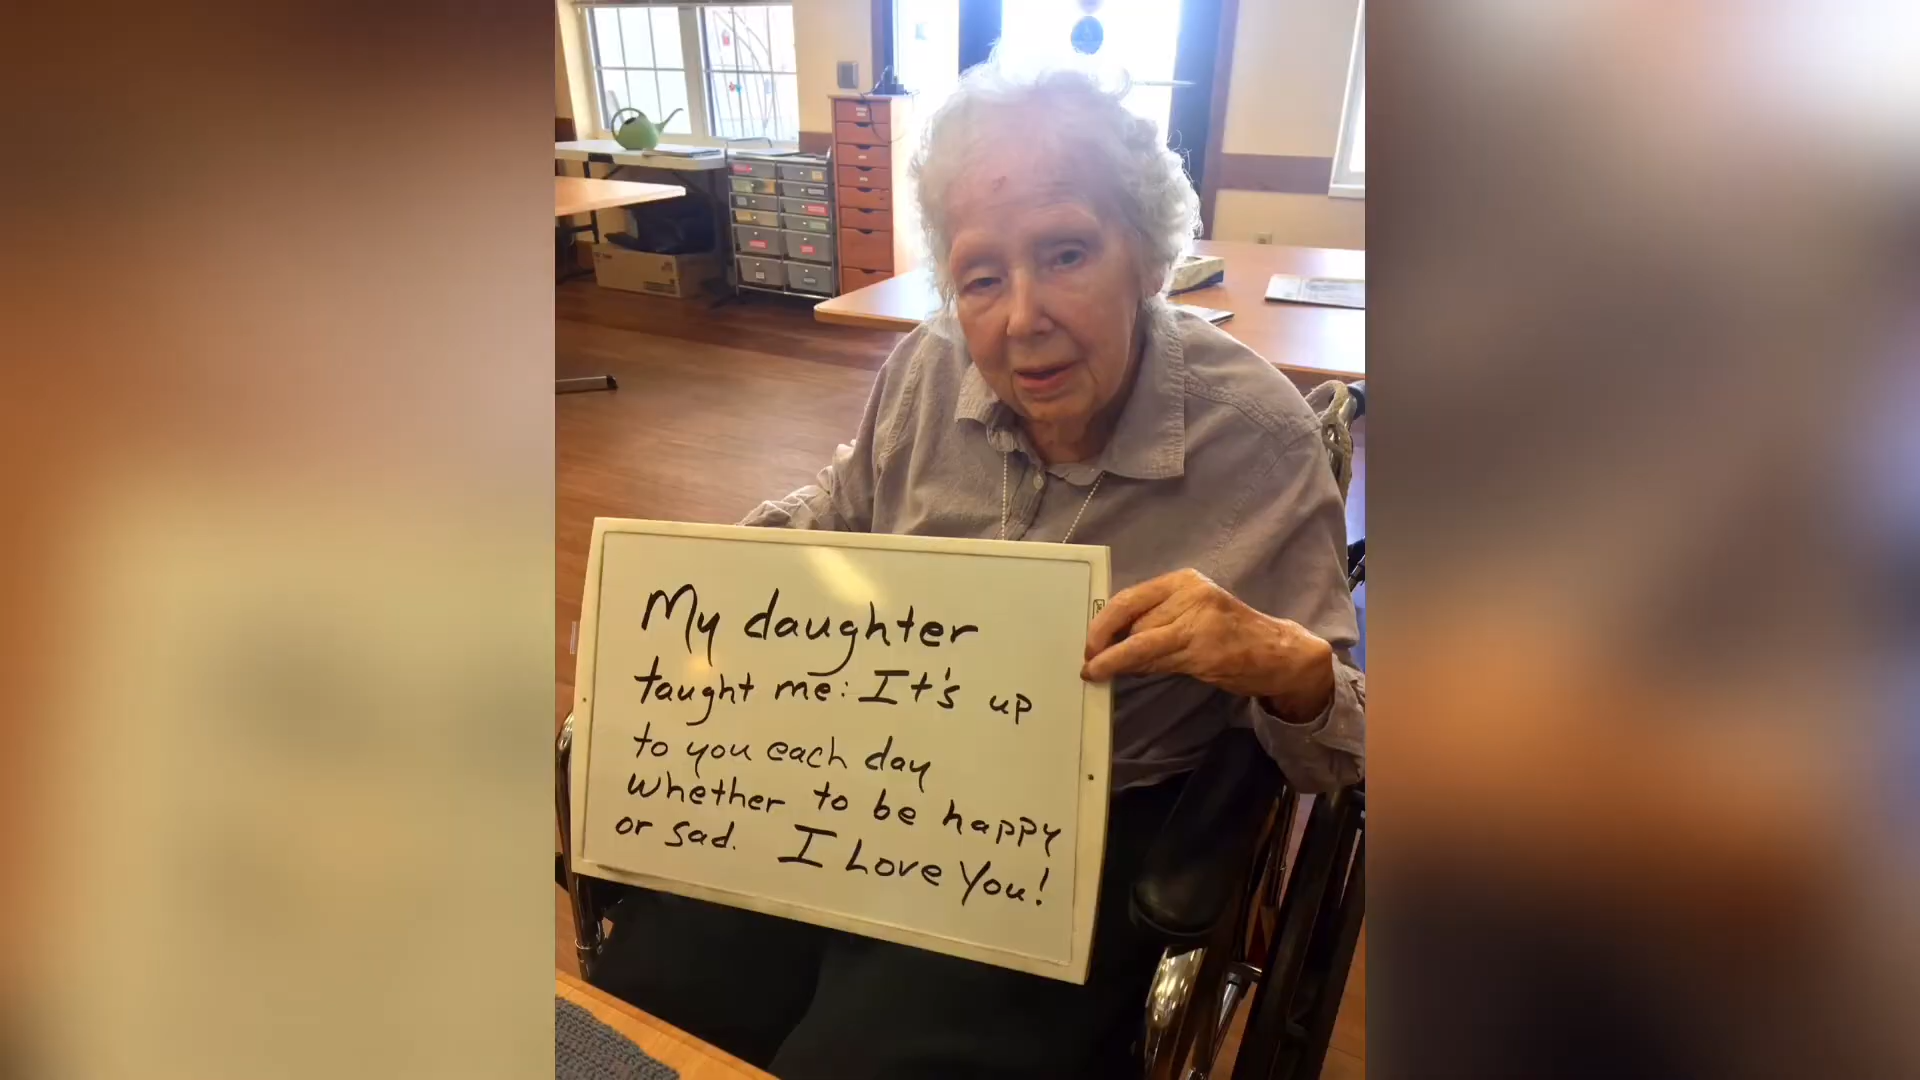 My daughter
taught me: It's up
to you each day
whether to be happy
or sad. I Love You!